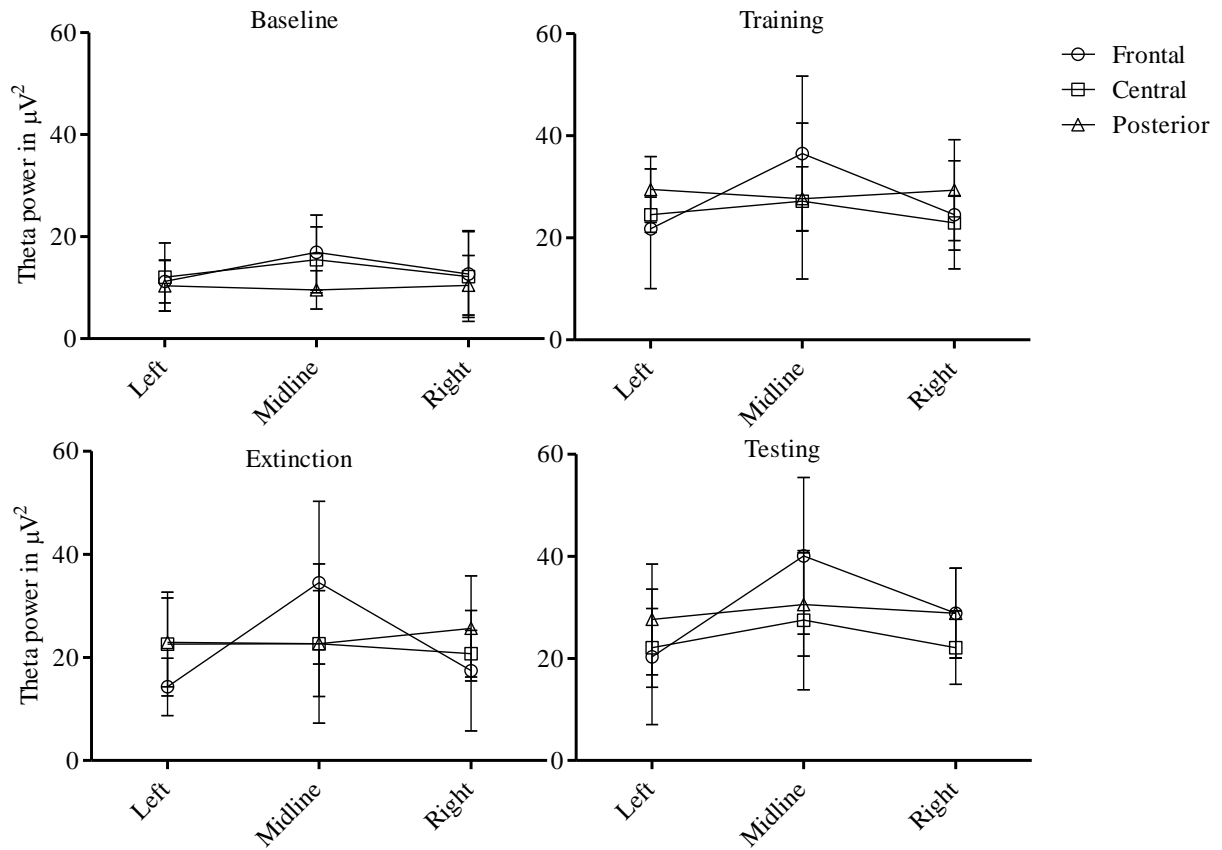 Baseline
60
40
20
0
Theta power in µV²
Left
Midline
Right
Training
60
40
20
0
Left
Midline
Right
Frontal
Central
Posterior
Extinction
60
40
20
0
Theta power in µV²
Left
Midline
Right
Testing
60
40
20
0
Left
Midline
Right